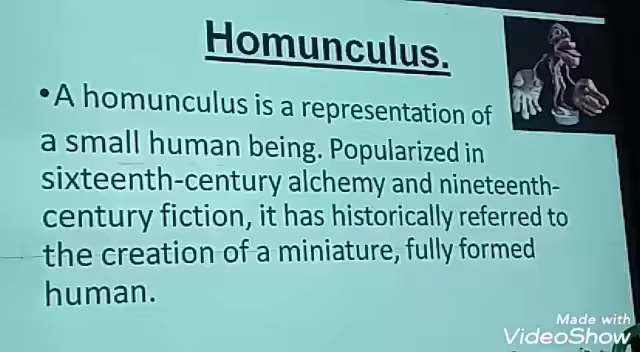 Homunculus.
•A homunculus is a representation of
a small human being. Popularized in
sixteenth-century alchemy and nineteenth-
century fiction, it has historically referred to
the creation of a miniature, fully formed
human.
Made with
VideoShow